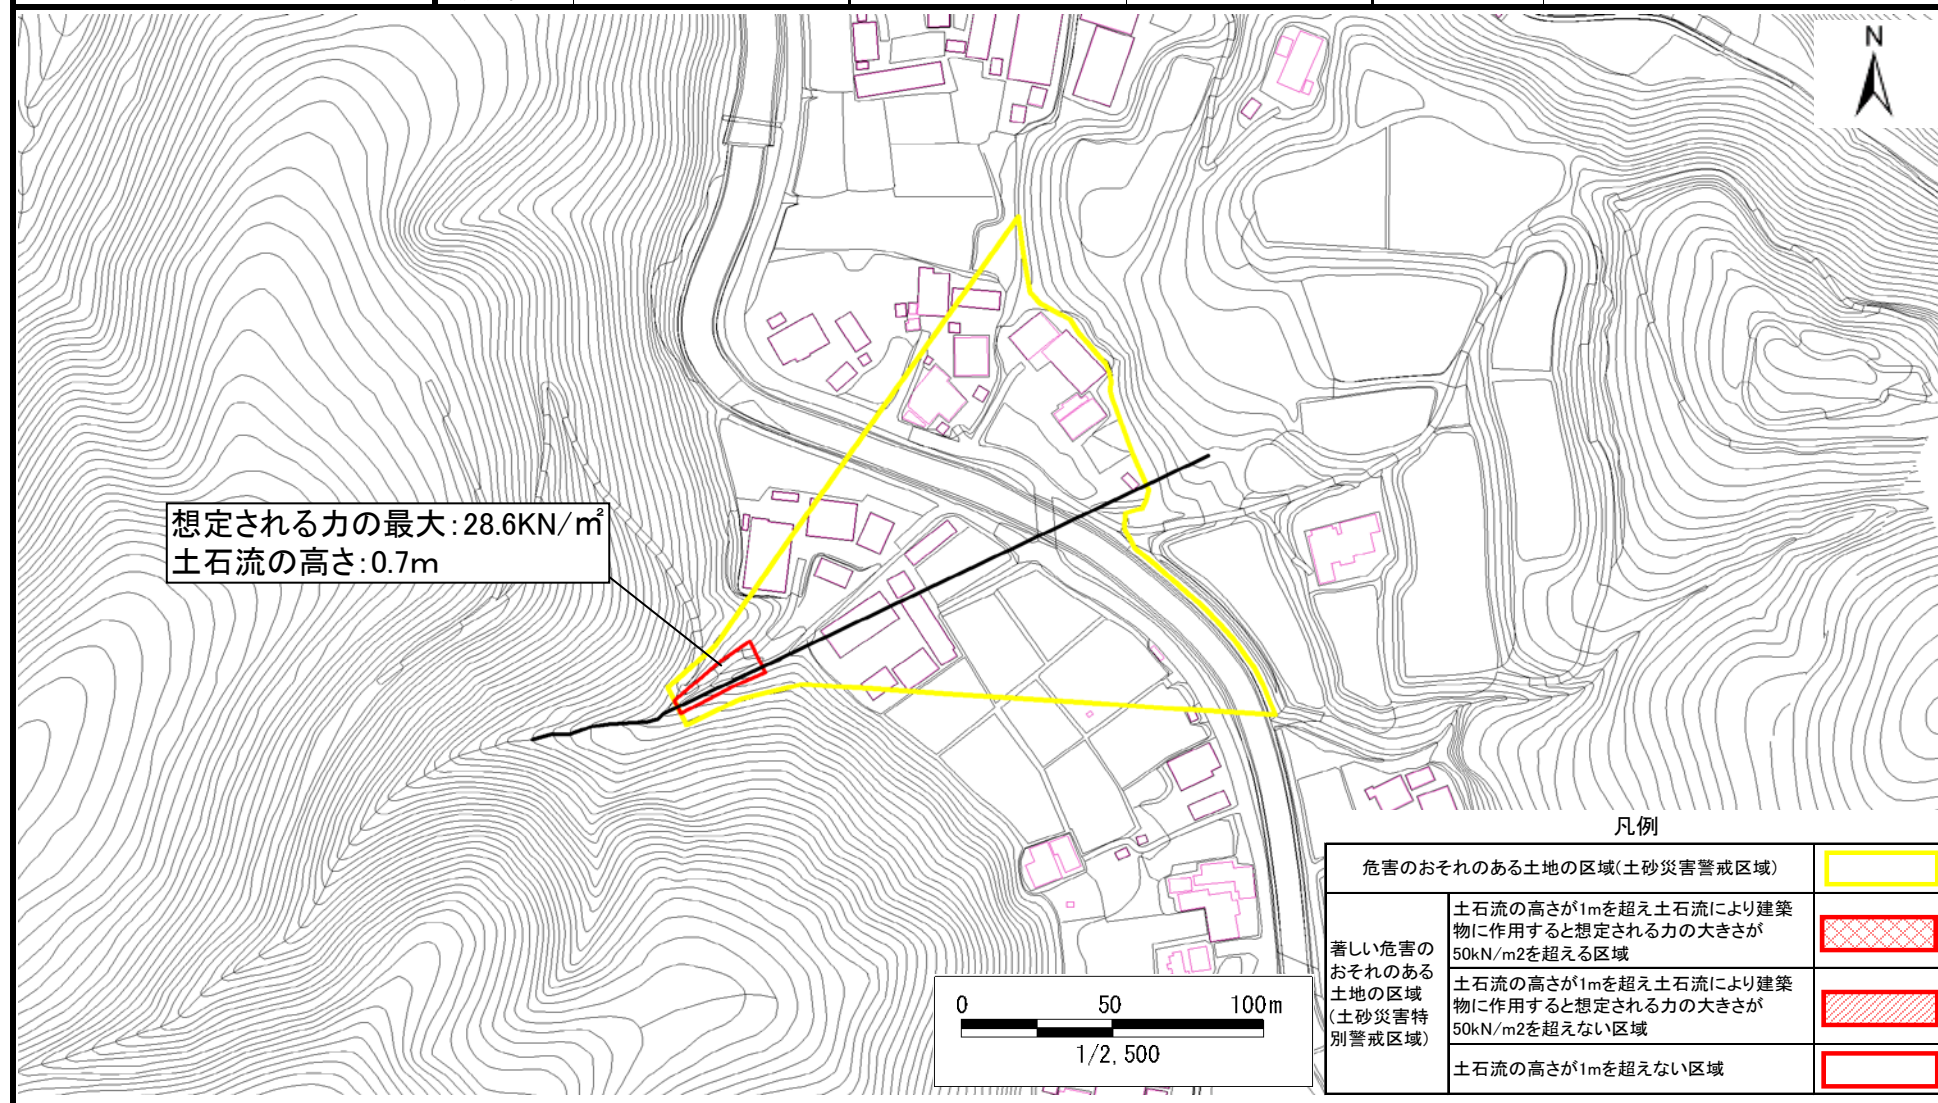 N
想定される力の最大:28.6KN/㎡
土石流の高さ:0.7m
凡例
危害のおそれのある土地の区域(土砂災害警戒区域)
著しい危害の
おそれのある
土地の区域
(土砂災害特
別警戒区域)
土石流の高さが1mを超え土石流により建築
物に作用すると想定される力の大きさが
50kN/m2を超える区域
土石流の高さが1mを超え土石流により建築
物に作用すると想定される力の大きさが
50kN/m2を超えない区域
土石流の高さが1mを超えない区域
0 50 100m
1/2,500